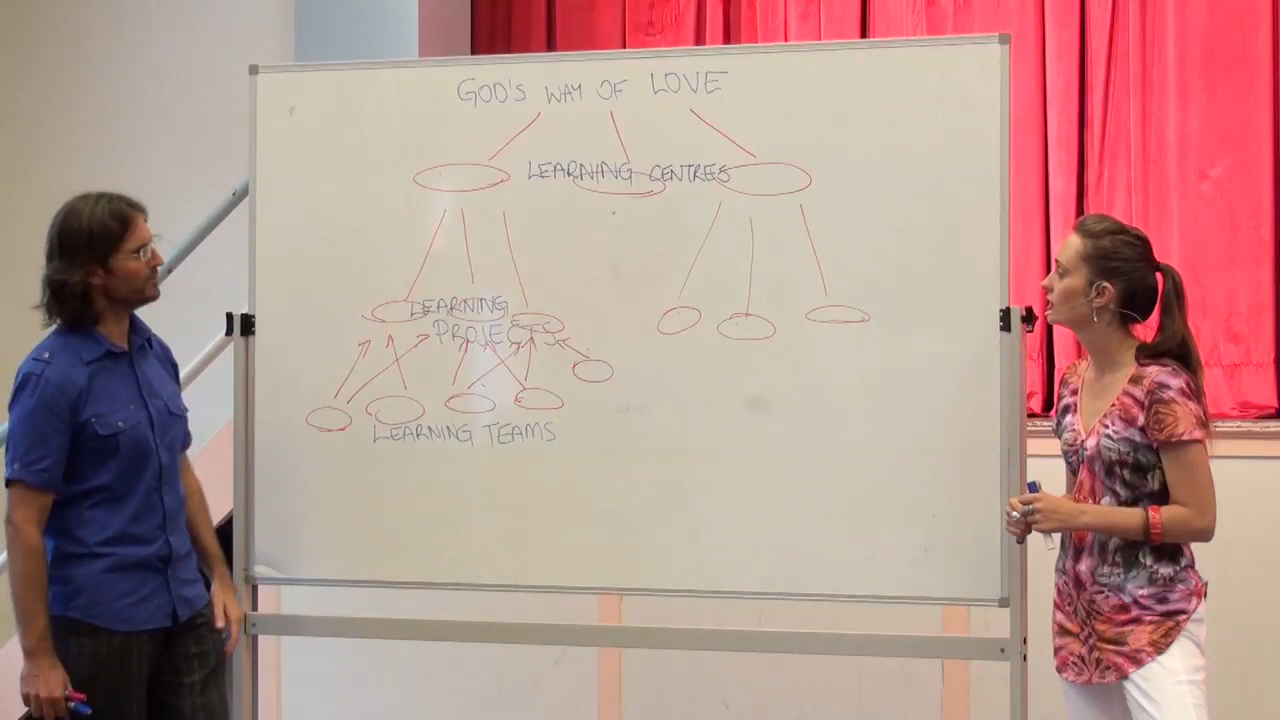 GOD'S WAY OF LOVE
LEARNING CENTRES
LEARNING
PROJECTS
LEARNING TEAMS